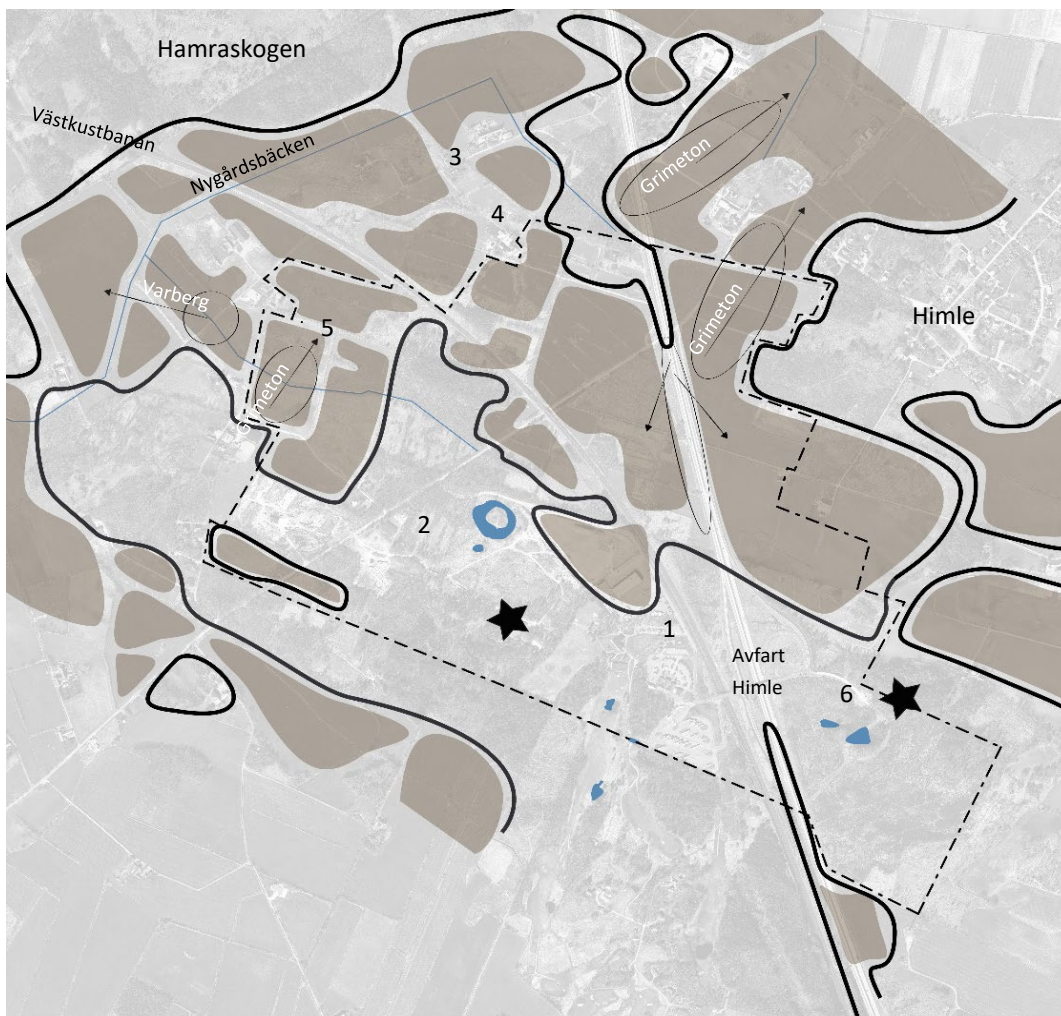 Hamraskogen
Västkustbanan
Nygårdsbäcken
3
Grimeton
4
Varberg
Grimeton
Himle
5
Grimeton
2
1
Avfart
Himle
6